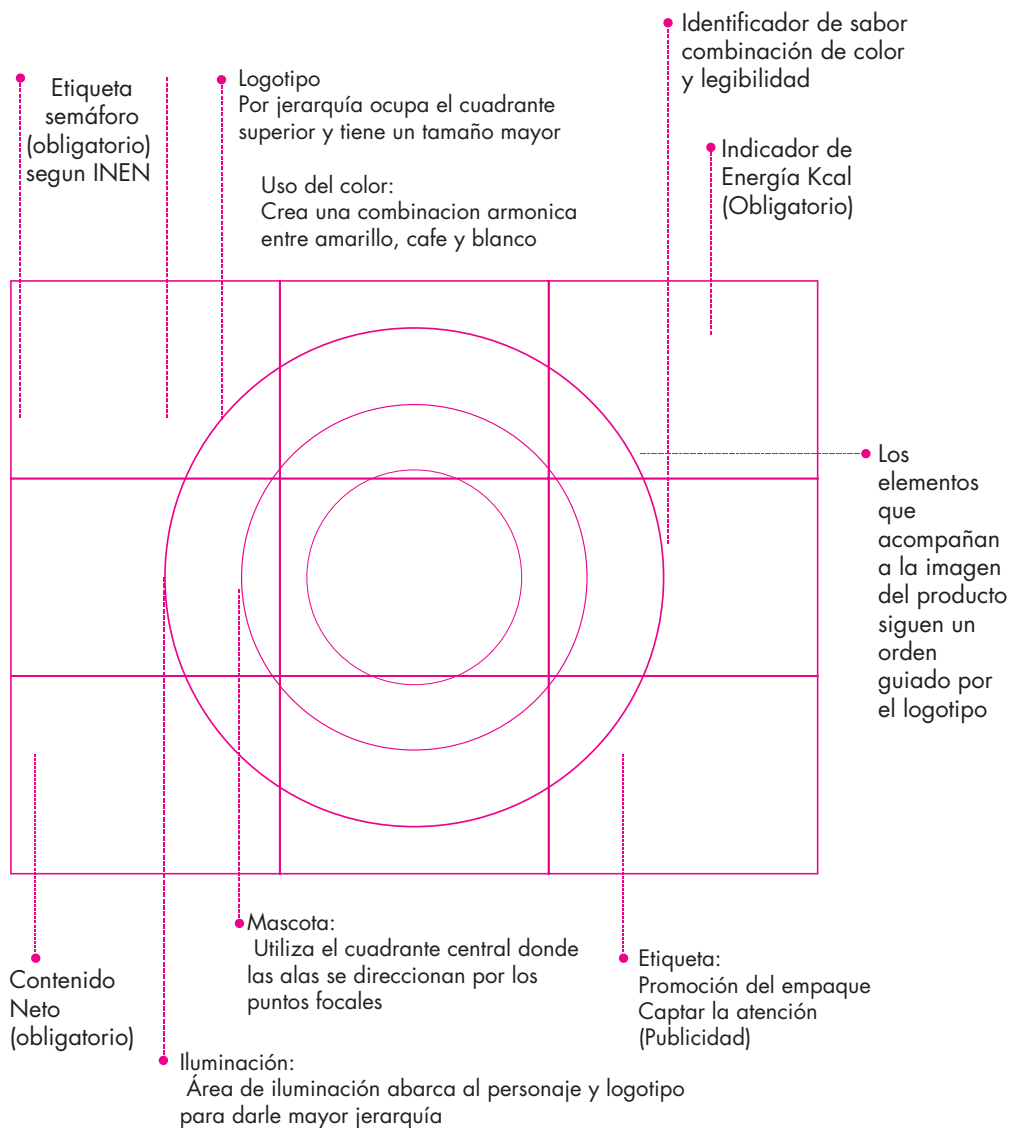 Identificador de sabor
combinación de color
y legibilidad
Etiqueta
semáforo
(obligatorio)
segun INEN
Logotipo
Por jerarquía ocupa el cuadrante
superior y tiene un tamaño mayor
Uso del color:
Crea una combinacion armonica
entre amarillo, cafe y blanco
Indicador de
Energía Kcal
(Obligatorio)
Los
elementos
que
acompañan
a la imagen
del producto
siguen un
orden
guiado por
el logotipo
Mascota:
Utiliza el cuadrante central donde
las alas se direccionan por los
puntos focales
Etiqueta:
Promoción del empaque
Captar la atención
(Publicidad)
Contenido
Neto
(obligatorio)
Iluminación:
Área de iluminación abarca al personaje y logotipo
para darle mayor jerarquía